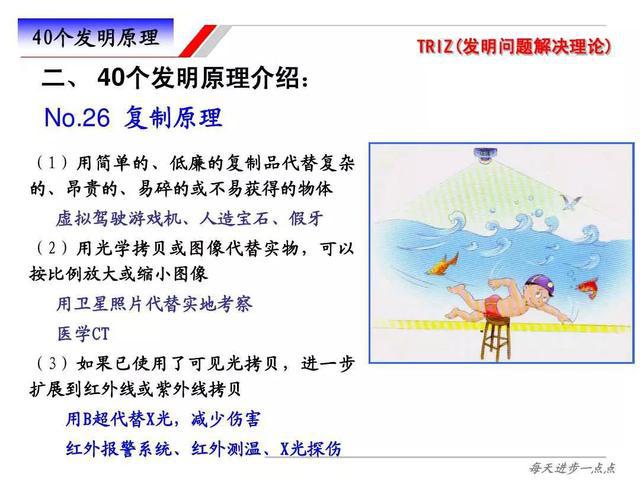 40个发明原理
TRIZ(发明问题解决理论)
二、 40个发明原理介绍：
No.26 复制原理
（1）用简单的、低廉的复制品代替复杂
的、昂贵的、易碎的或不易获得的物体
虚拟驾驶游戏机、人造宝石、假牙
（2）用光学拷贝或图像代替实物，可以
按比例放大或缩小图像
用卫星照片代替实地考察
医学CT
（3）如果已使用了可见光拷贝，进一步
扩展到红外线或紫外线拷贝
用B超代替X光，减少伤害
红外报警系统、红外测温、X光探伤
每天进步一点点